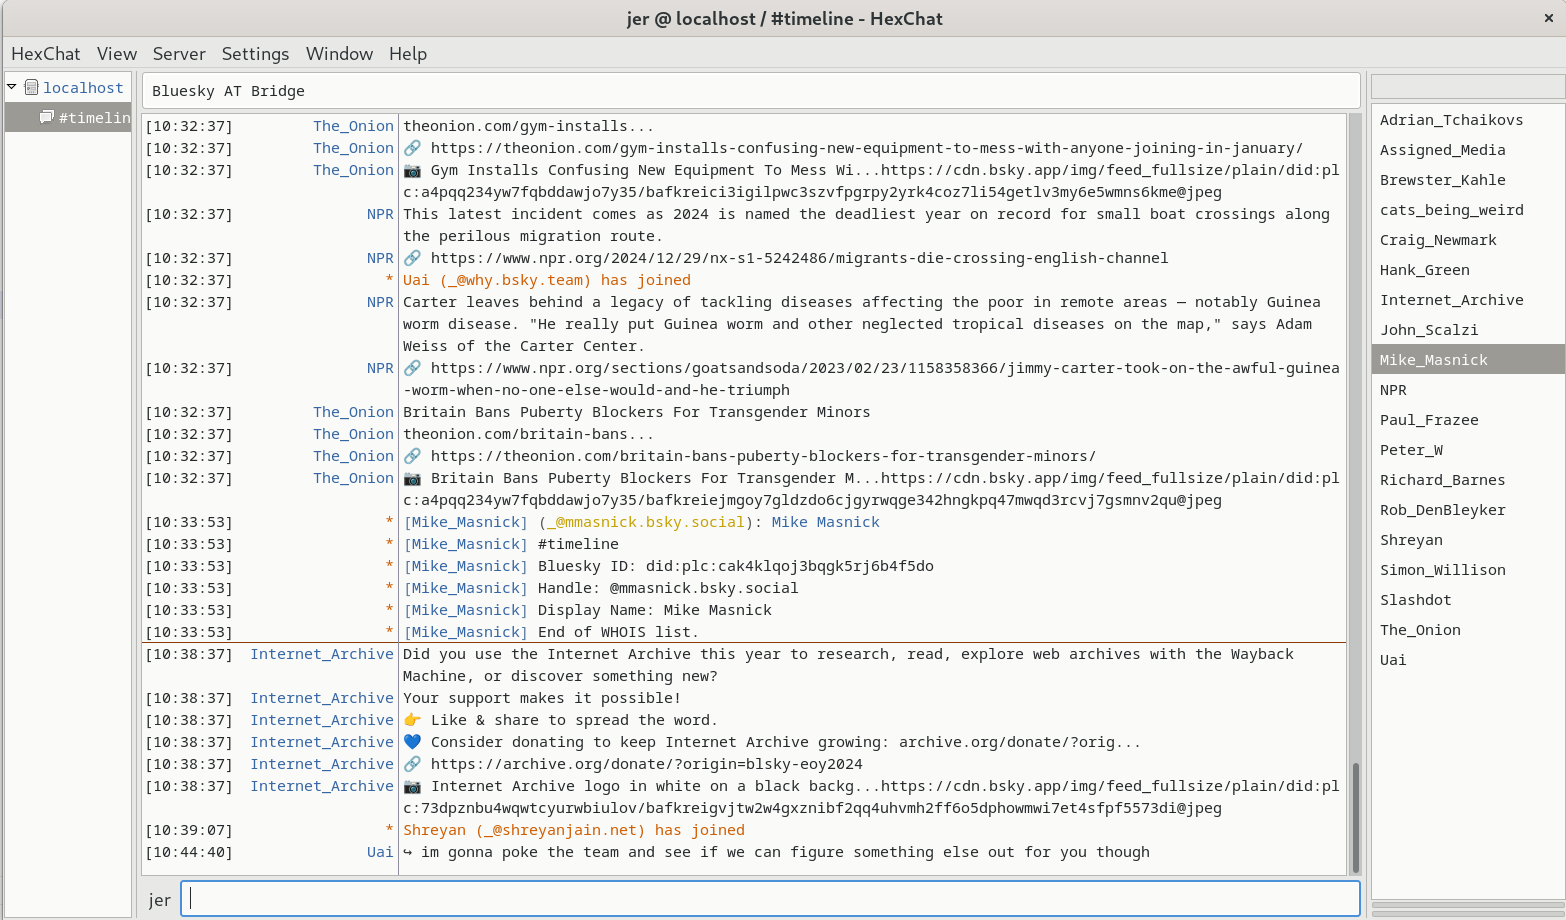 jer @ localhost / #timeline - HexChat
HexChat View Server Settings Window Help
localhost
#timelin
Bluesky AT Bridge
[10:32:37] The_Onion theonion.com/gym-installs...
[10:32:37] The_Onion 🔗 https://theonion.com/gym-installs-confusing-new-equipment-to-mess-with-anyone-joining-in-january/
[10:32:37] The_Onion 📷 Gym Installs Confusing New Equipment To Mess Wi...https://cdn.bsky.app/img/feed_fullsize/plain/did:pl
c:a4pqq234yw7fqbddawjo7y35/bafkreici3igilpwc3szvfpgrpy2yrk4coz7li54getlv3my6e5wmns6kme@jpeg
[10:32:37] NPR This latest incident comes as 2024 is named the deadliest year on record for small boat crossings along
the perilous migration route.
[10:32:37] NPR 🔗 https://www.npr.org/2024/12/29/nx-s1-5242486/migrants-die-crossing-english-channel
[10:32:37] * Uai (_@why.bsky.team) has joined
[10:32:37] NPR Carter leaves behind a legacy of tackling diseases affecting the poor in remote areas — notably Guinea
worm disease. "He really put Guinea worm and other neglected tropical diseases on the map," says Adam
Weiss of the Carter Center.
[10:32:37] NPR 🔗 https://www.npr.org/sections/goatsandsoda/2023/02/23/1158358366/jimmy-carter-took-on-the-awful-guinea
-worm-when-no-one-else-would-and-he-triumph
[10:32:37] The_Onion Britain Bans Puberty Blockers For Transgender Minors
[10:32:37] The_Onion theonion.com/britain-bans...
[10:32:37] The_Onion 🔗 https://theonion.com/britain-bans-puberty-blockers-for-transgender-minors/
[10:32:37] The_Onion 📷 Britain Bans Puberty Blockers For Transgender M...https://cdn.bsky.app/img/feed_fullsize/plain/did:pl
c:a4pqq234yw7fqbddawjo7y35/bafkreiejmgoy7gldzdo6cjgyrwqge342hngkpq47mwqd3rcvj7gsmnv2qu@jpeg
[10:33:53] * [Mike_Masnick] (_@mmasnick.bsky.social): Mike Masnick
[10:33:53] * [Mike_Masnick] #timeline
[10:33:53] * [Mike_Masnick] Bluesky ID: did:plc:cak4klqoj3bqgk5rj6b4f5do
[10:33:53] * [Mike_Masnick] Handle: @mmasnick.bsky.social
[10:33:53] * [Mike_Masnick] Display Name: Mike Masnick
[10:33:53] * [Mike_Masnick] End of WHOIS list.
[10:38:37] Internet_Archive Did you use the Internet Archive this year to research, read, explore web archives with the Wayback
Machine, or discover something new?
[10:38:37] Internet_Archive Your support makes it possible!
[10:38:37] Internet_Archive 👉 Like & share to spread the word.
[10:38:37] Internet_Archive 💙 Consider donating to keep Internet Archive growing: archive.org/donate/?orig...
[10:38:37] Internet_Archive 🔗 https://archive.org/donate/?origin=blsky-eoy2024
[10:38:37] Internet_Archive 📷 Internet Archive logo in white on a black backg...https://cdn.bsky.app/img/feed_fullsize/plain/did:pl
c:73dpznbu4wqwtcyurwbiulov/bafkreigvjtw2w4gxznibf2qq4uhvmh2ff6o5dphowmwi7et4sfpf5573di@jpeg
[10:39:07] * Shreyan (_@shreyanjain.net) has joined
[10:44:40] Uai ↪ im gonna poke the team and see if we can figure something else out for you though
jer
Adrian_Tchaikovs
Assigned_Media
Brewster_Kahle
cats_being_weird
Craig_Newmark
Hank_Green
Internet_Archive
John_Scalzi
Mike_Masnick
NPR
Paul_Frazee
Peter_W
Richard_Barnes
Rob_DenBleyker
Shreyan
Simon_Willison
Slashdot
The_Onion
Uai